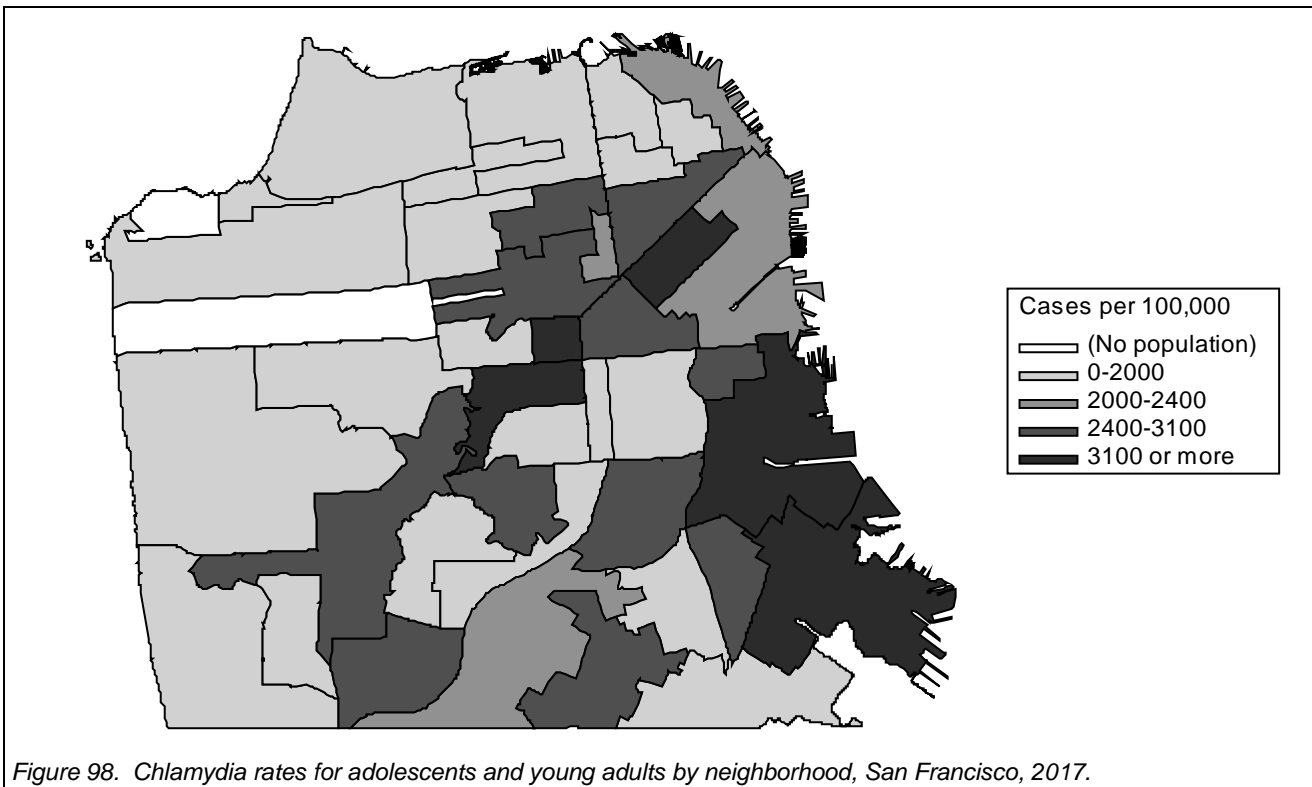 Cases per 100,000
(No population)
0-2000
2000-2400
2400-3100
3100 or more
Figure 98. Chlamydia rates for adolescents and young adults by neighborhood, San Francisco, 2017.